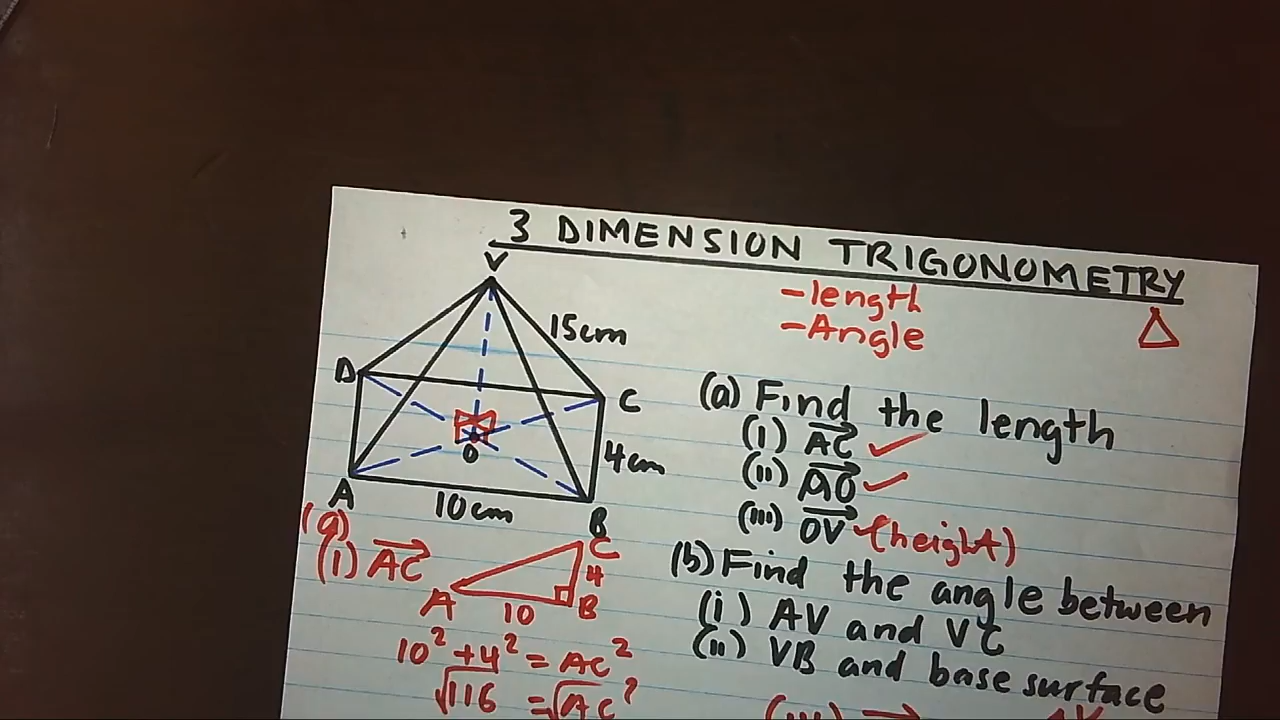 3 DIMENSION TRIGONOMETRY
-length
-Angle
V
15cm
D
C
O
4cm
A
10cm
B
(a) Find the length
(i) AC ✓
(ii) AO ✓
(iii) OV (height)
(b) Find the angle between
(i) AV and VC
(ii) VB and base surface
(a)
(i) AC
C
4
A
10
B
10² + 4² = AC²
√116 = √AC²
(iii)